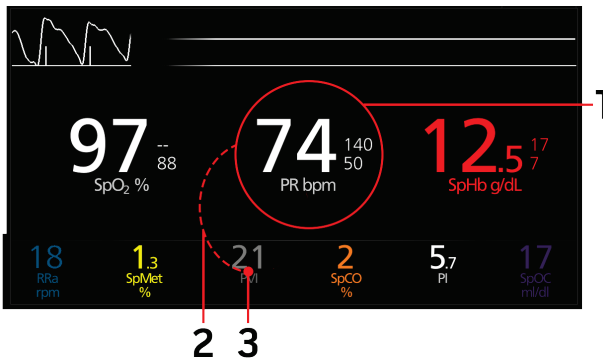 1
97 -- 88
SpO₂ %
74 140 50
PR bpm
12.5 17 7
SpHb g/dL
18
RRa
rpm
1.3
SpMet
%
21
PVI
2
SpCO
%
5.7
PI
17
SpOC
ml/dl
2 3